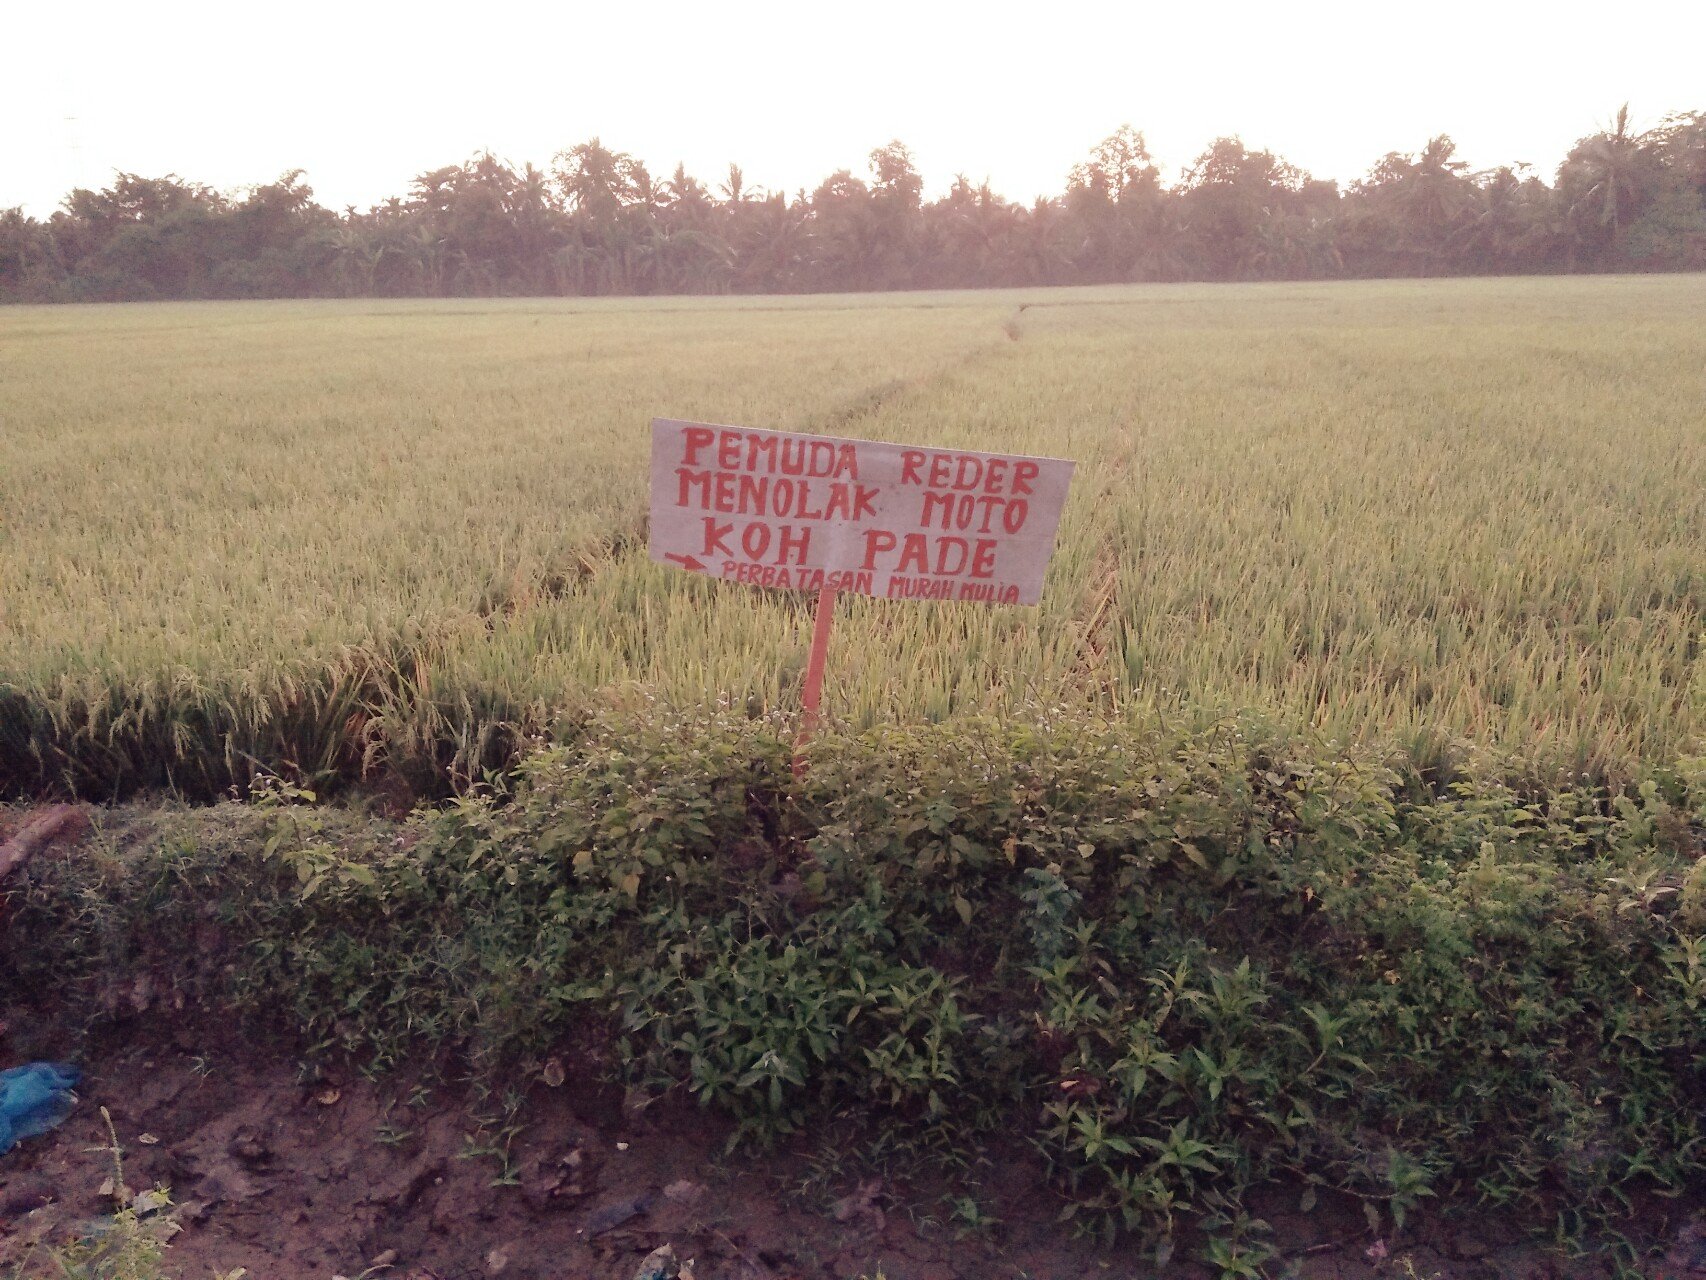 PEMUDA REDER
MENOLAK MOTO
KOH PADE
PERBATASAN MURAH MULiA